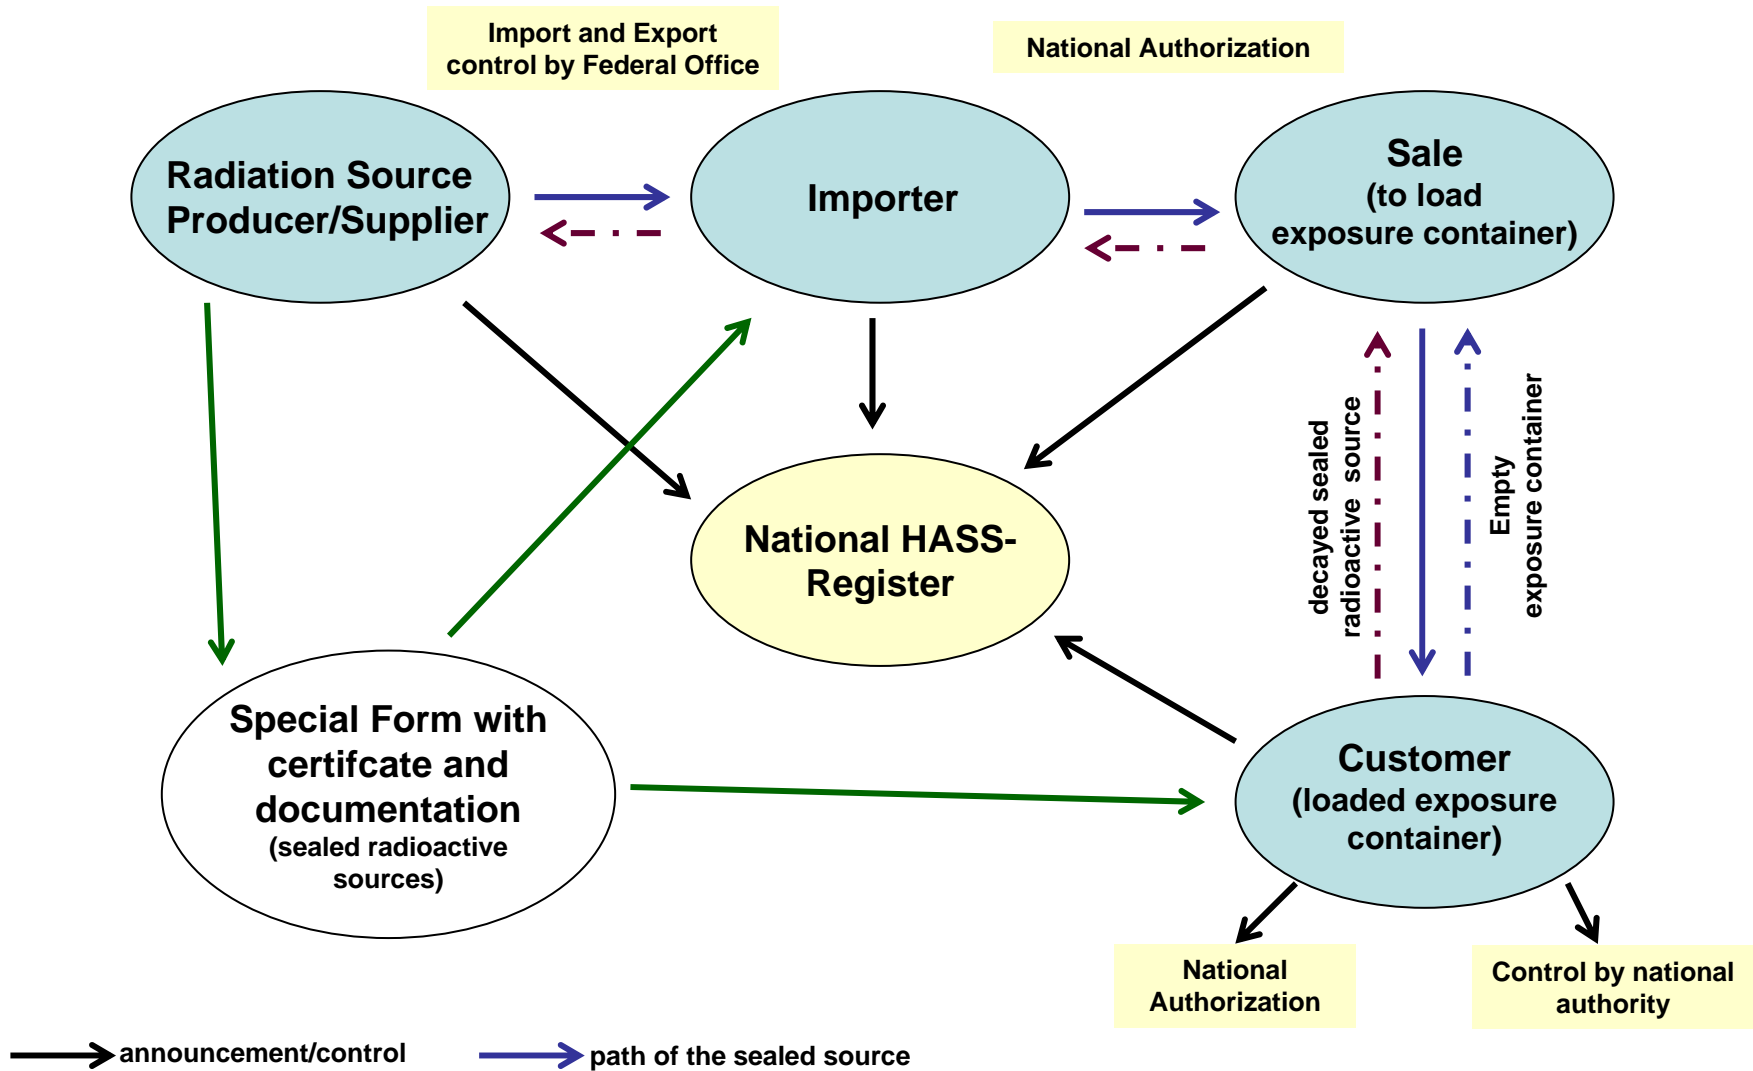 Import and Export
control by Federal Office
National Authorization
Radiation Source
Producer/Supplier
Importer
Sale
(to load
exposure container)
decayed sealed
radioactive source
Empty
exposure container
National HASS-
Register
Special Form with
certifcate and
documentation
(sealed radioactive
sources)
Customer
(loaded exposure
container)
National
Authorization
Control by national
authority
announcement/control
path of the sealed source